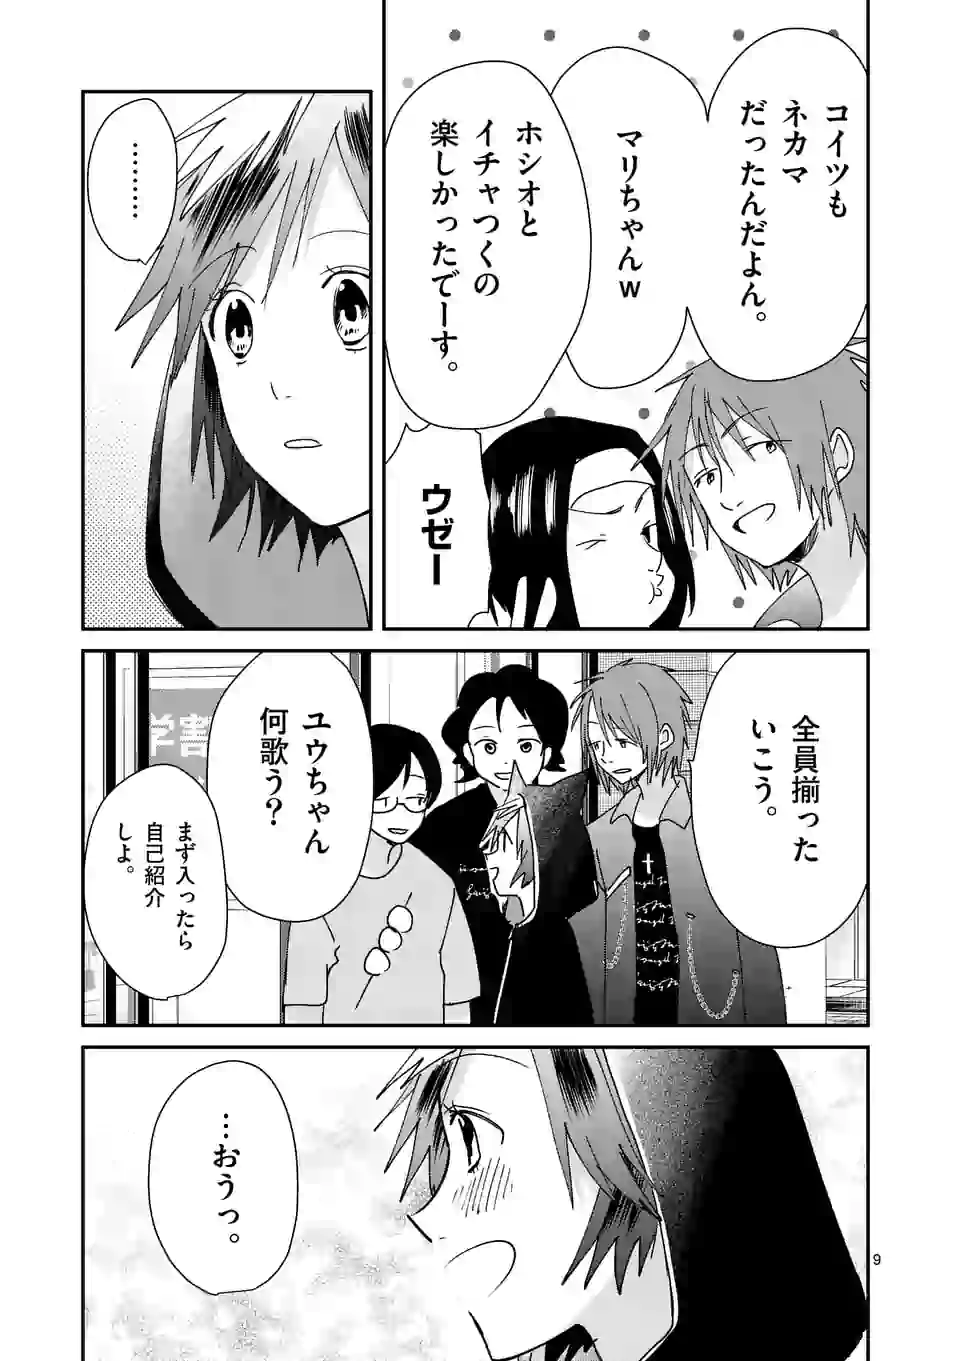 コイツも
ネカマ
だったんだよん。
マリちゃんw
ホシオと
イチャつくの
楽しかったでーす。
ウゼー
………
全員揃った
いこう。
ユウちゃん
何歌う?
まず入ったら
自己紹介
しよ。
学割
…おうっ。
9